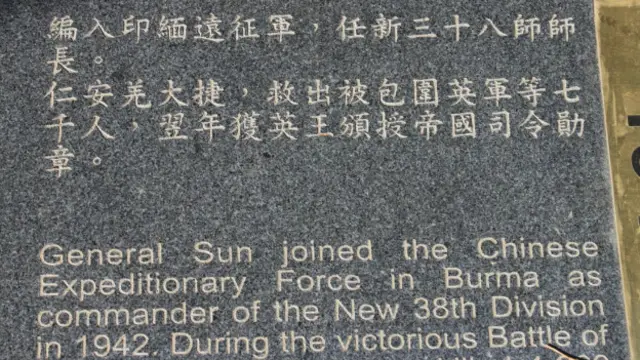 編入印緬遠征軍，任新三十八師師
長。
仁安羌大捷，救出被包圍英軍等七
千人，翌年獲英王頒授帝國司令勛
章。
General Sun joined the Chinese
Expeditionary Force in Burma as
commander of the New 38th Division
in 1942. During the victorious Battle of